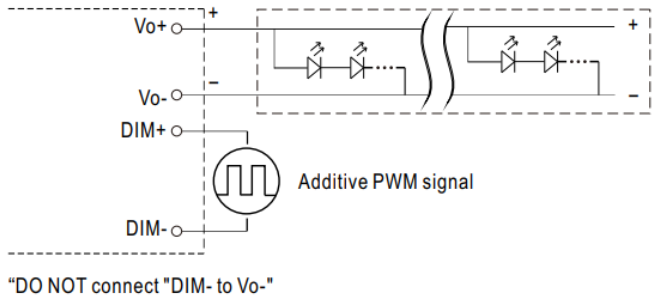 Vo+ +
+
Vo- −
−
DIM+
Additive PWM signal
DIM-
“DO NOT connect "DIM- to Vo-"